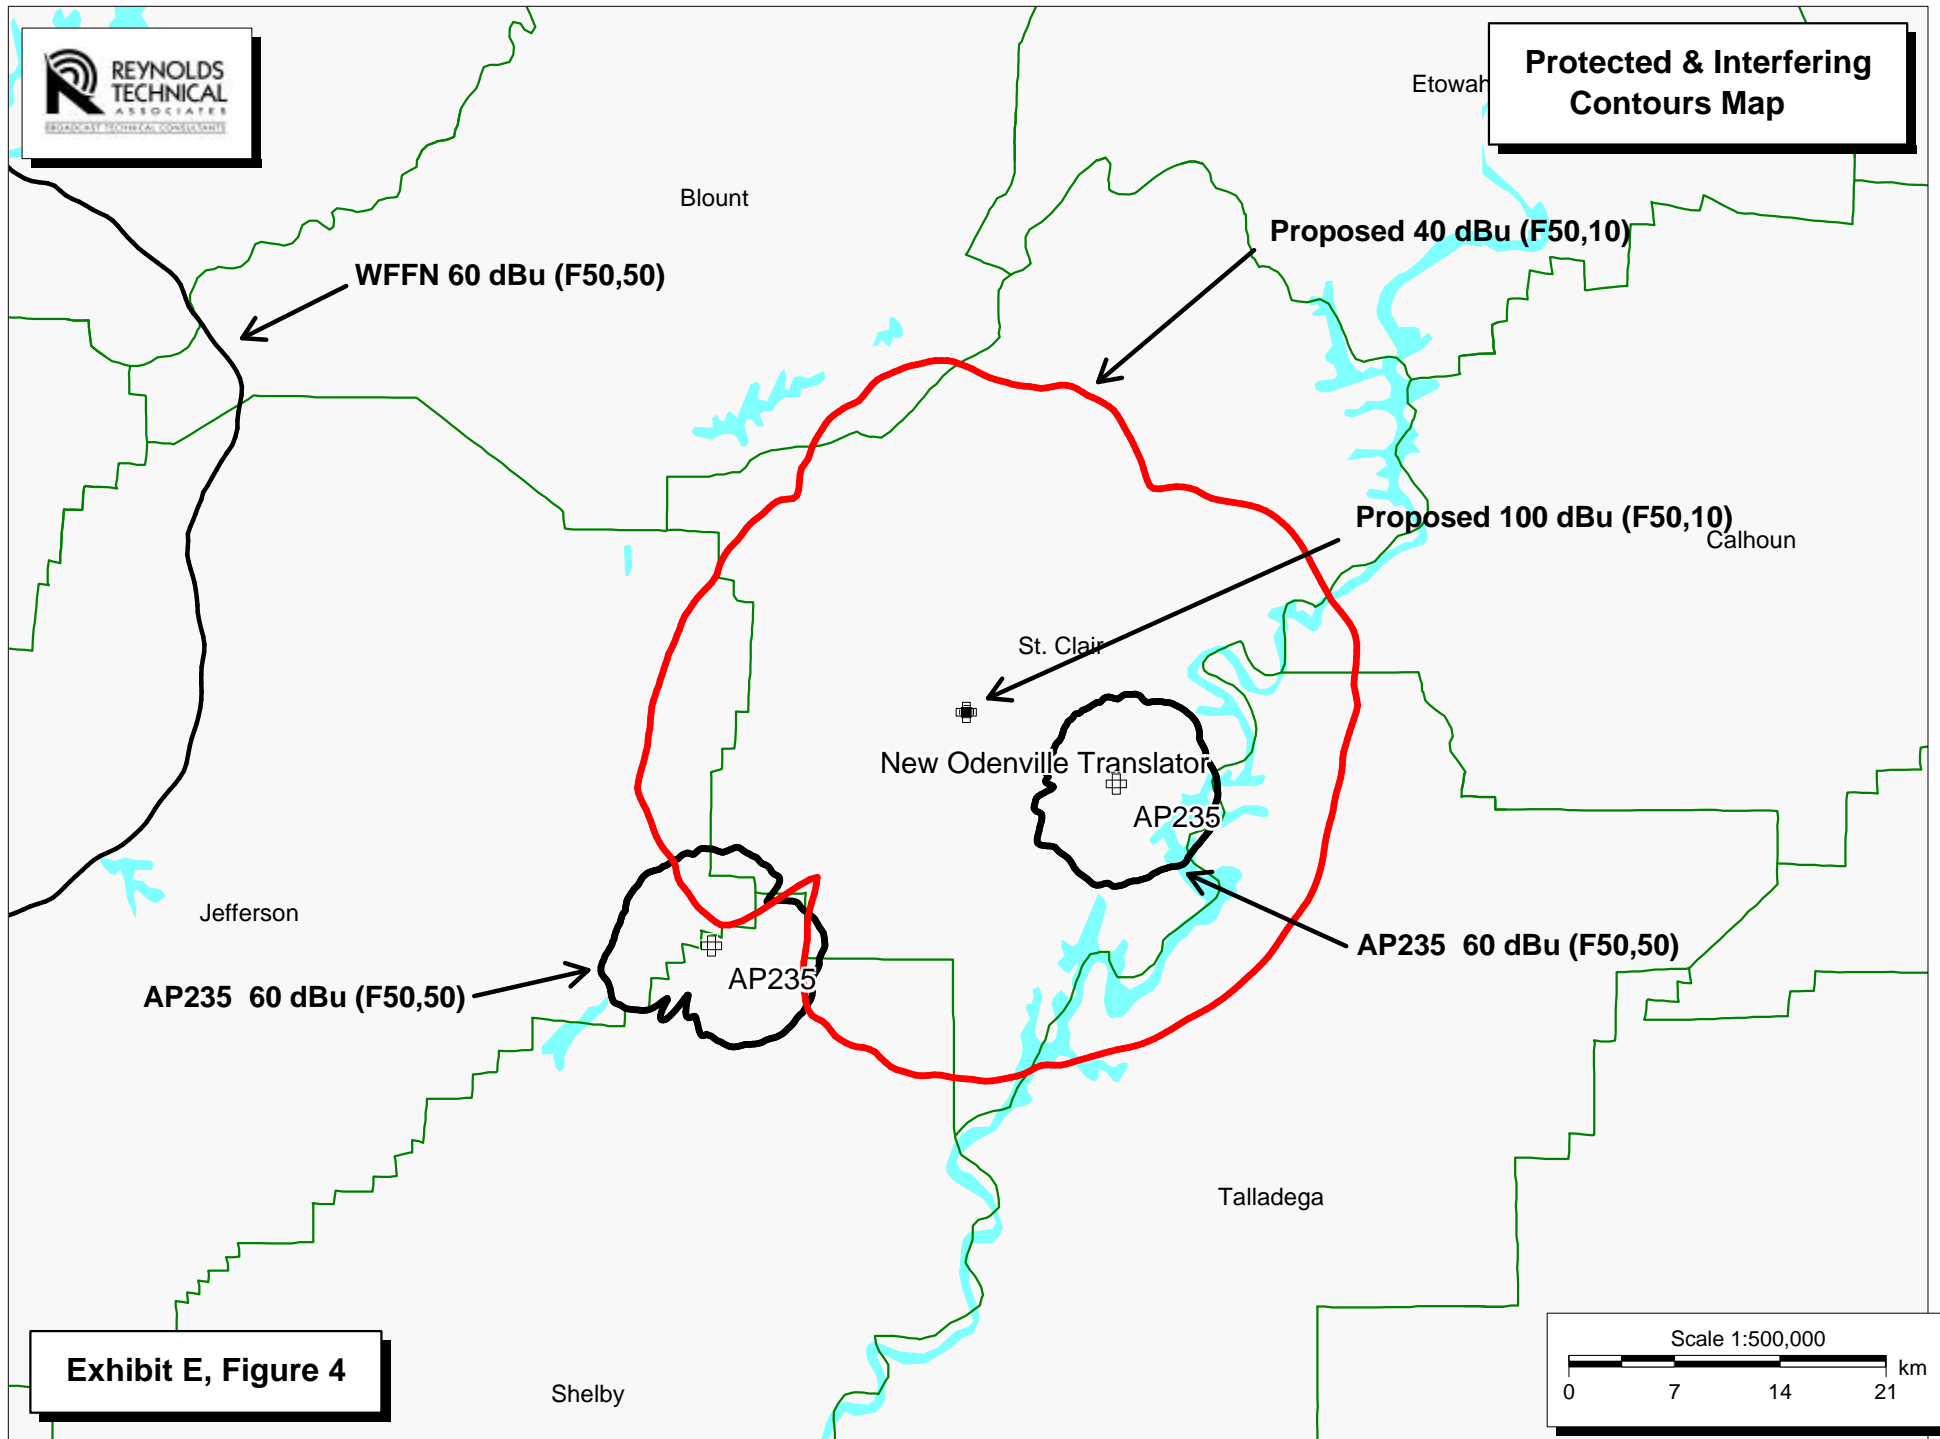 REYNOLDS
TECHNICAL
ASSOCIATES
BROADCAST TECHNICAL CONSULTANTS
Protected & Interfering
Contours Map
Etowah
Blount
Proposed 40 dBu (F50,10)
WFFN 60 dBu (F50,50)
Proposed 100 dBu (F50,10)
Calhoun
St. Clair
New Odenville Translator
AP235
Jefferson
AP235 60 dBu (F50,50)
AP235
AP235 60 dBu (F50,50)
Talladega
Shelby
Exhibit E, Figure 4
Scale 1:500,000
km
0 7 14 21